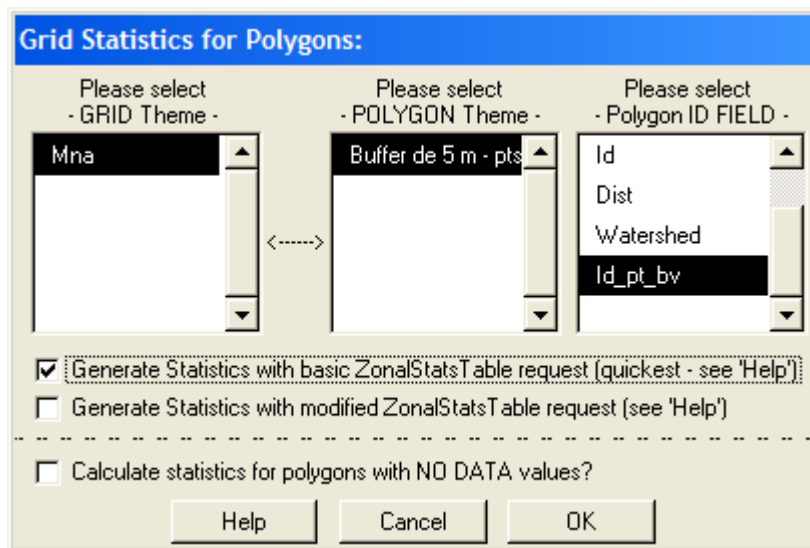 Grid Statistics for Polygons:
Please select
- GRID Theme -
Please select
- POLYGON Theme -
Please select
- Polygon ID FIELD -
Mna
<----->
Buffer de 5 m - pts
Id
Dist
Watershed
Id_pt_bv
Generate Statistics with basic ZonalStatsTable request (quickest - see 'Help')
Generate Statistics with modified ZonalStatsTable request (see 'Help')
Calculate statistics for polygons with NO DATA values?
Help
Cancel
OK